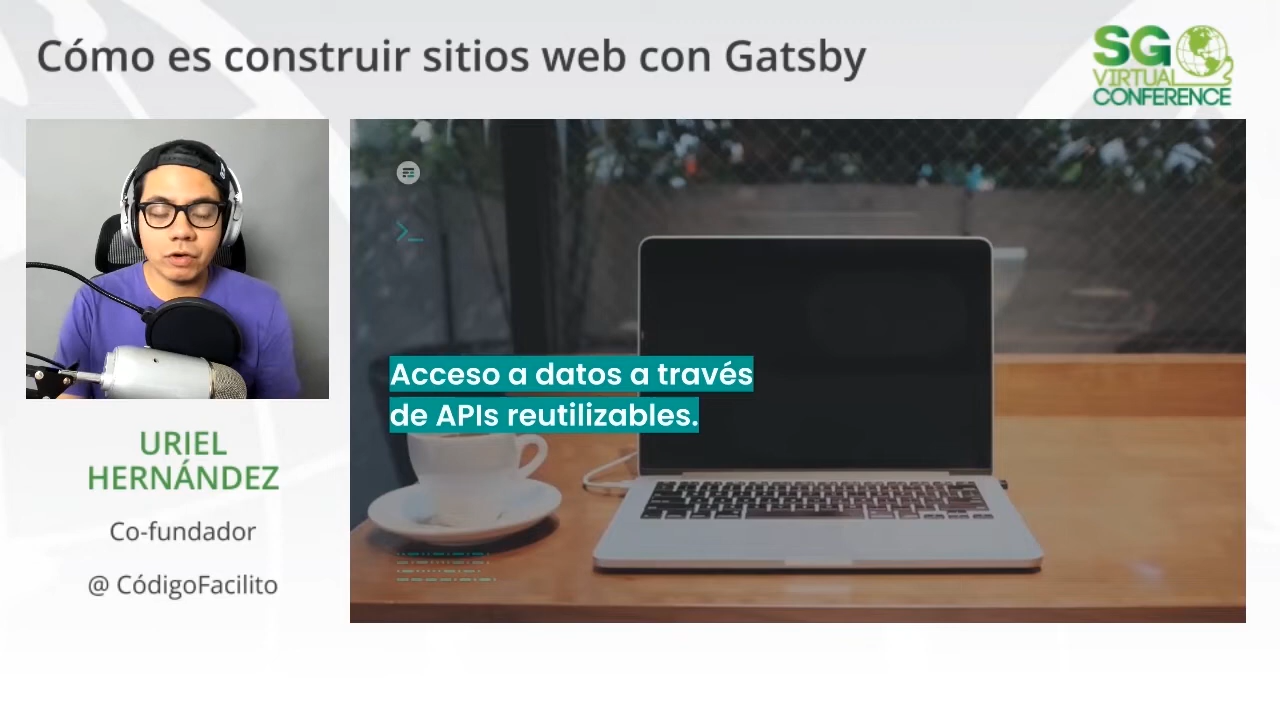 Cómo es construir sitios web con Gatsby
SG
VIRTUAL
CONFERENCE
Acceso a datos a través
de APIs reutilizables.
URIEL
HERNÁNDEZ
Co-fundador
@ CódigoFacilito